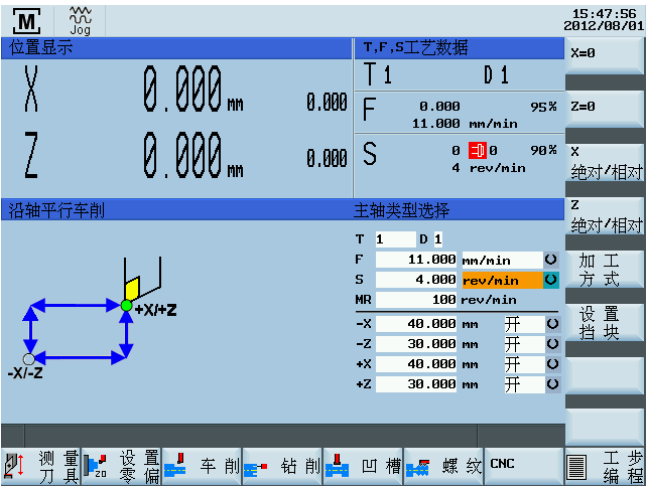 M
Jog
15:47:56
2012/08/01
位置显示
T,F,S工艺数据
X=0
X 0.000 mm 0.000
T 1 D 1
F 0.000 95%
11.000 mm/min
Z=0
Z 0.000 mm 0.000
S 0 0 90%
4 rev/min
X
绝对/相对
沿轴平行车削
主轴类型选择
Z
绝对/相对
T 1 D 1
F 11.000 mm/min
S 4.000 rev/min
MR 100 rev/min
加工
方式
-X 40.000 mm 开
-Z 30.000 mm 开
+X 40.000 mm 开
+Z 30.000 mm 开
设置
挡块
+X/+Z
-X/-Z
测量
刀具
Z0
设置
零偏
车削
钻削
凹槽
螺纹
CNC
工步
编程